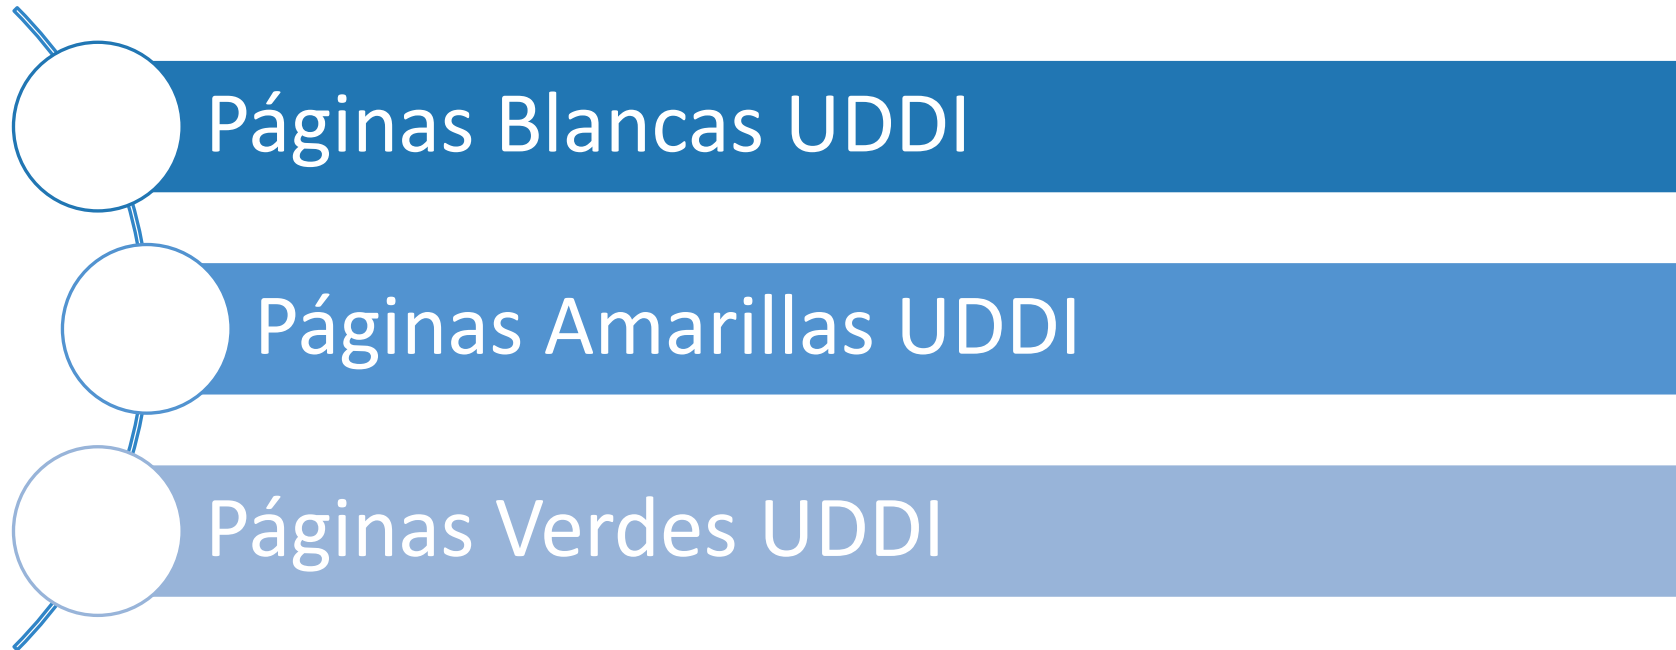 Páginas Blancas UDDI
Páginas Amarillas UDDI
Páginas Verdes UDDI